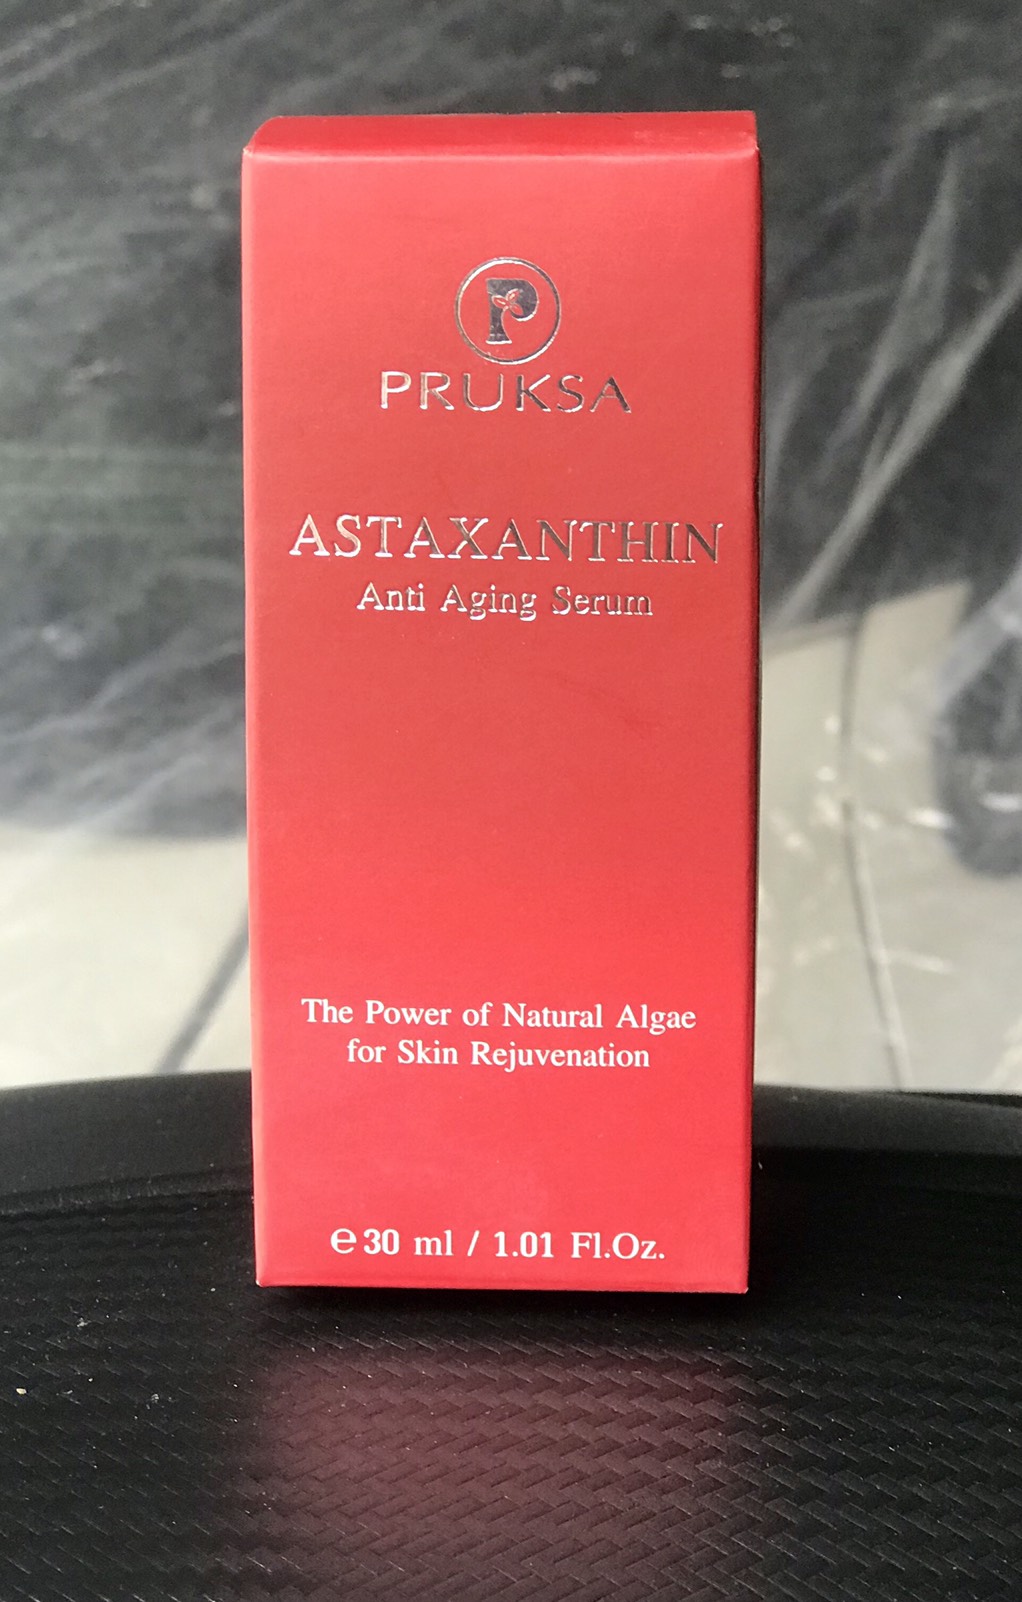 P
PRUKSA
ASTAXANTHIN
Anti Aging Serum
The Power of Natural Algae
for Skin Rejuvenation
℮30 ml / 1.01 Fl.Oz.